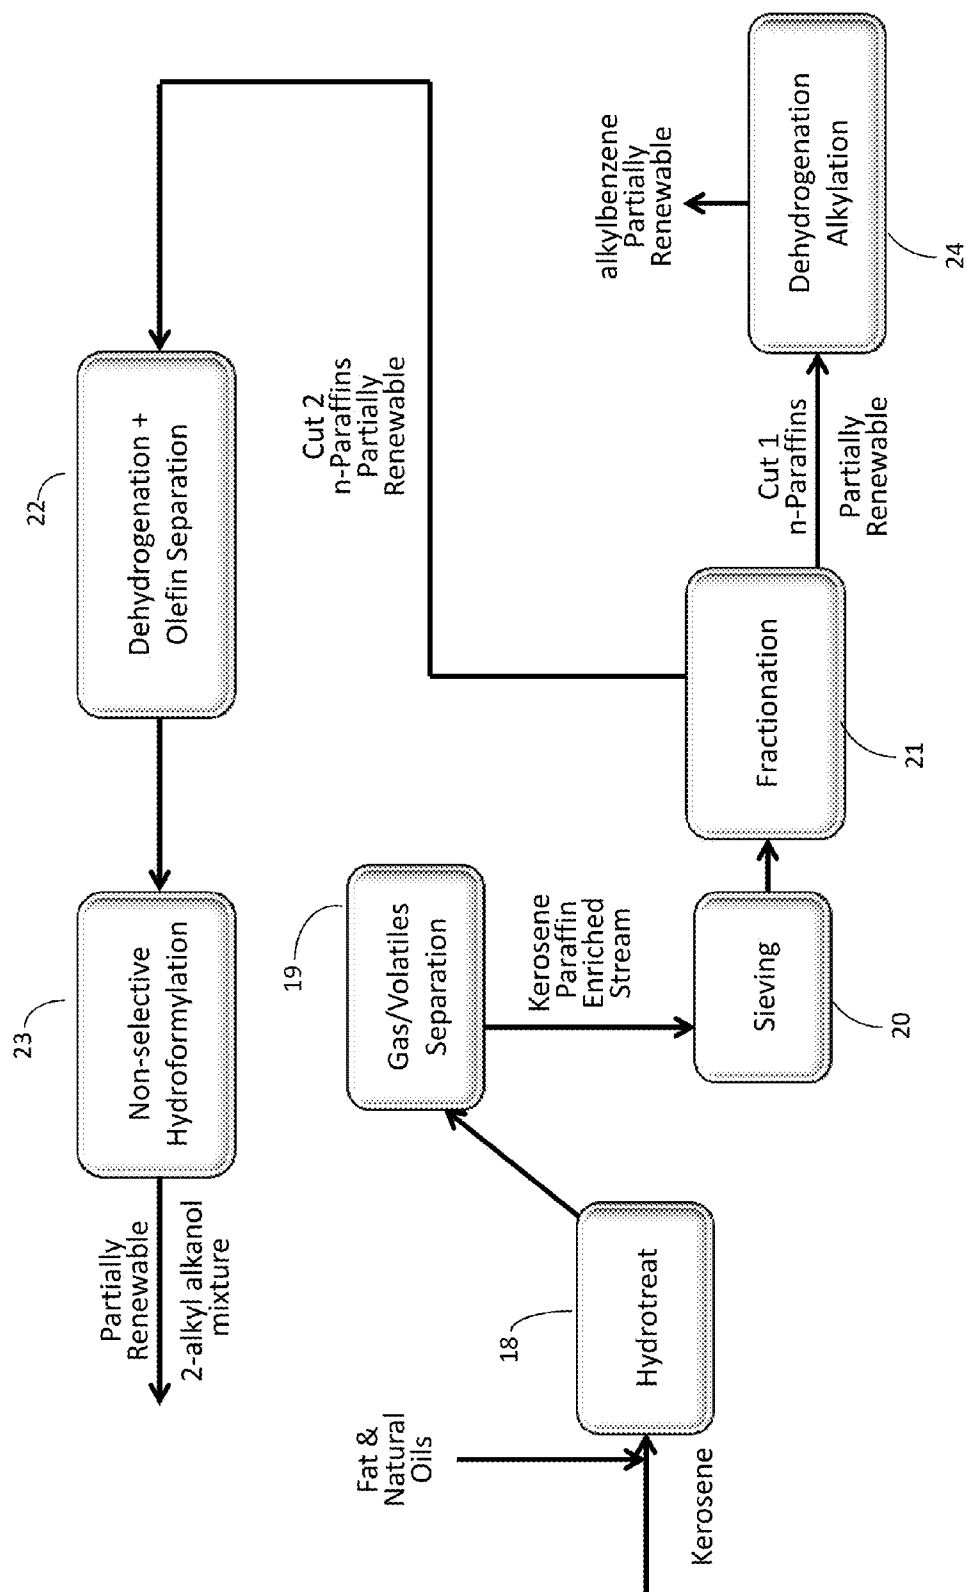 Kerosene
Fat &
Natural
Oils
18
Hydrotreat
19
Gas/Volatiles
Separation
Kerosene
Paraffin
Enriched
Stream
20
Sieving
21
Fractionation
Cut 1
n-Paraffins
Partially
Renewable
24
Dehydrogenation
Alkylation
alkylbenzene
Partially
Renewable
Cut 2
n-Paraffins
Partially
Renewable
22
Dehydrogenation +
Olefin Separation
23
Non-selective
Hydroformylation
Partially
Renewable
2-alkyl alkanol
mixture